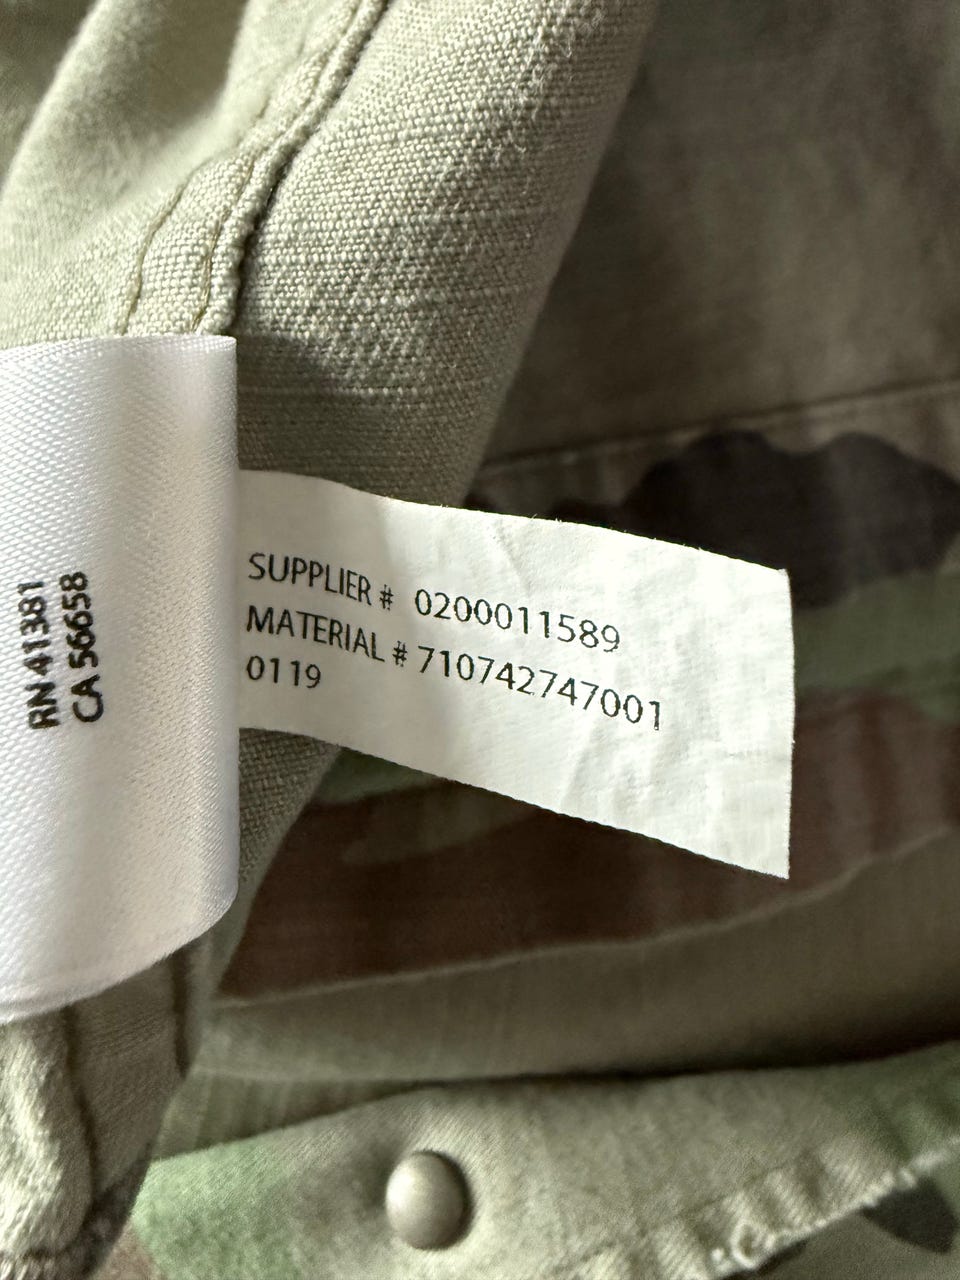 RN 41381
CA 56658
SUPPLIER # 0200011589
MATERIAL # 710742747001
0119